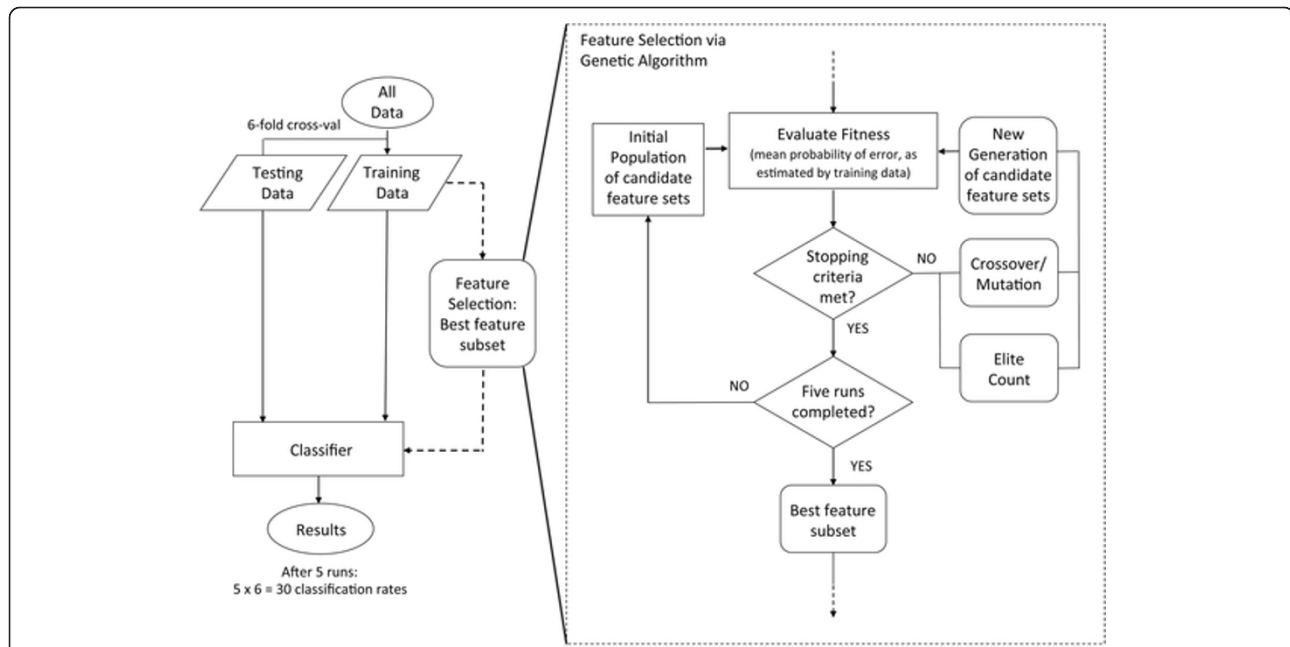 All
Data
6-fold cross-val
Testing
Data
Training
Data
Feature
Selection:
Best feature
subset
Classifier
Results
After 5 runs:
5 x 6 = 30 classification rates
Feature Selection via
Genetic Algorithm
Initial
Population
of candidate
feature sets
Evaluate Fitness
(mean probability of error, as
estimated by training data)
New
Generation
of candidate
feature sets
Stopping
criteria
met?
NO
Crossover/
Mutation
YES
Elite
Count
NO
Five runs
completed?
YES
Best feature
subset